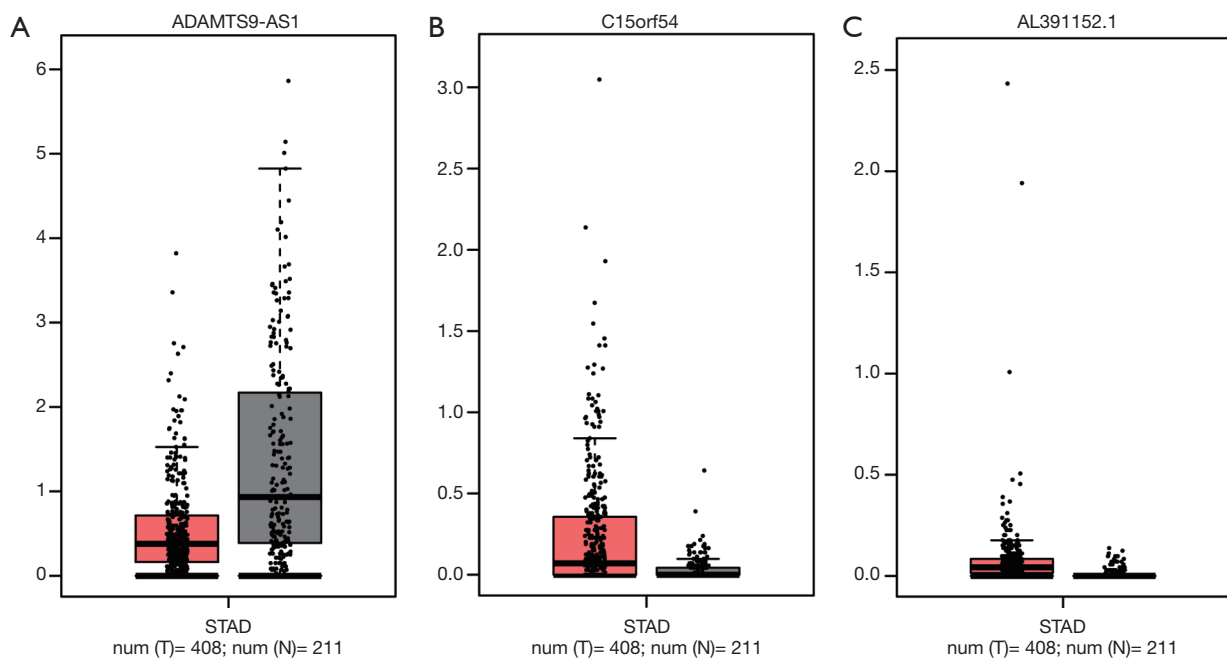 A
ADAMTS9-AS1
6
5
4
3
2
1
0
STAD
num (T)= 408; num (N)= 211
B
C15orf54
3.0
2.5
2.0
1.5
1.0
0.5
0.0
STAD
num (T)= 408; num (N)= 211
C
AL391152.1
2.5
2.0
1.5
1.0
0.5
0.0
STAD
num (T)= 408; num (N)= 211